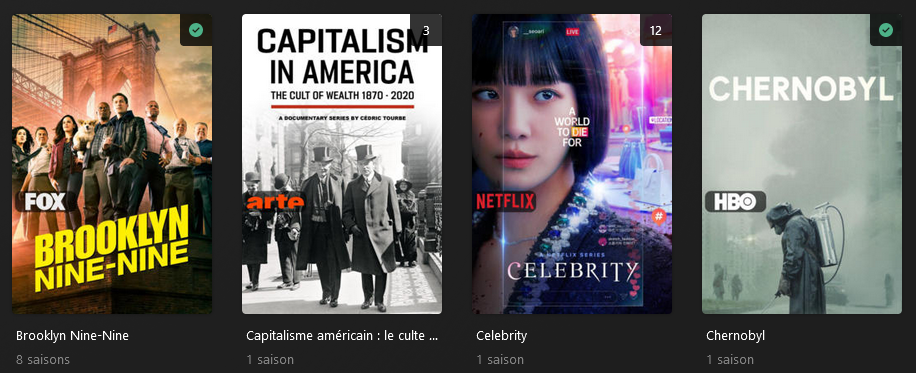 FOX
BROOKLYN
NINE-NINE
Brooklyn Nine-Nine
8 saisons
3
CAPITALISM
IN AMERICA
THE CULT OF WEALTH 1870 · 2020
A DOCUMENTARY SERIES BY CÉDRIC TOURBE
arte
Capitalisme américain : le culte ...
1 saison
12
__seoari
LIVE
A
WORLD
TO DIE
FOR
LOCATION
NETFLIX
#
A NETFLIX SERIES
CELEBRITY
Celebrity
1 saison
CHERNOBYL
HBO
Chernobyl
1 saison